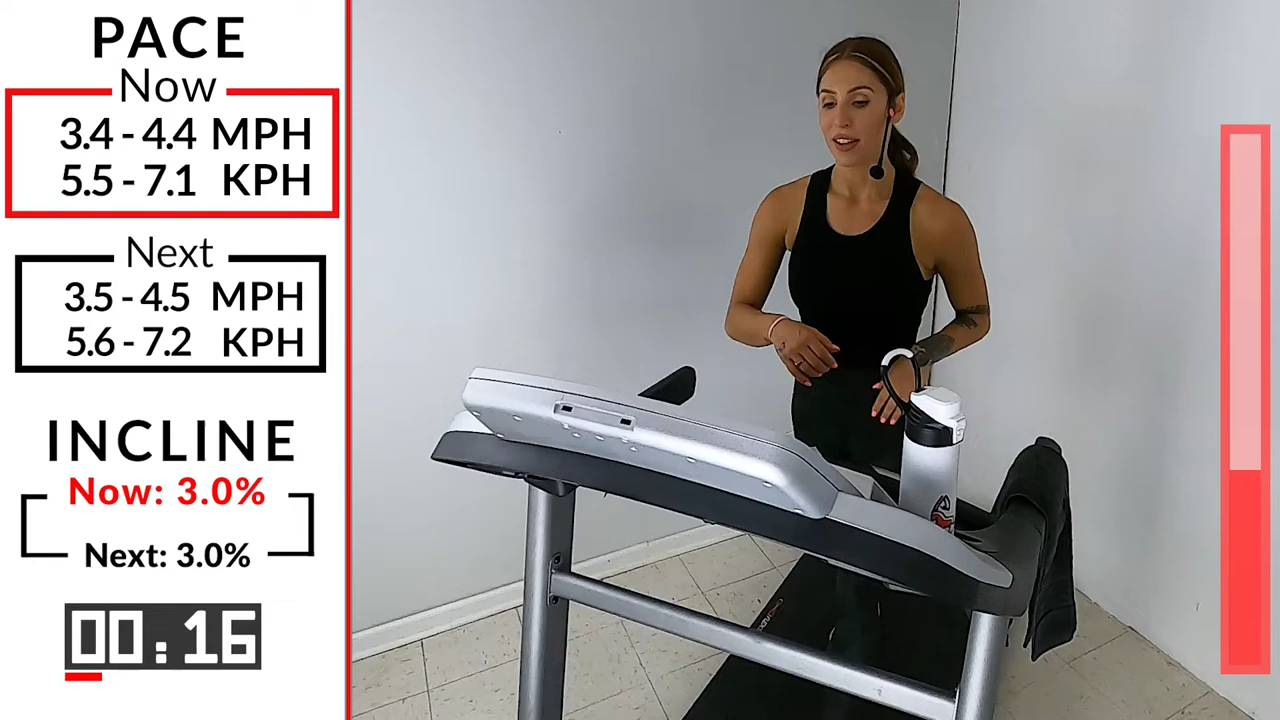 PACE
Now
3.4 - 4.4 MPH
5.5 - 7.1 KPH
Next
3.5 - 4.5 MPH
5.6 - 7.2 KPH
INCLINE
Now: 3.0%
Next: 3.0%
00:16